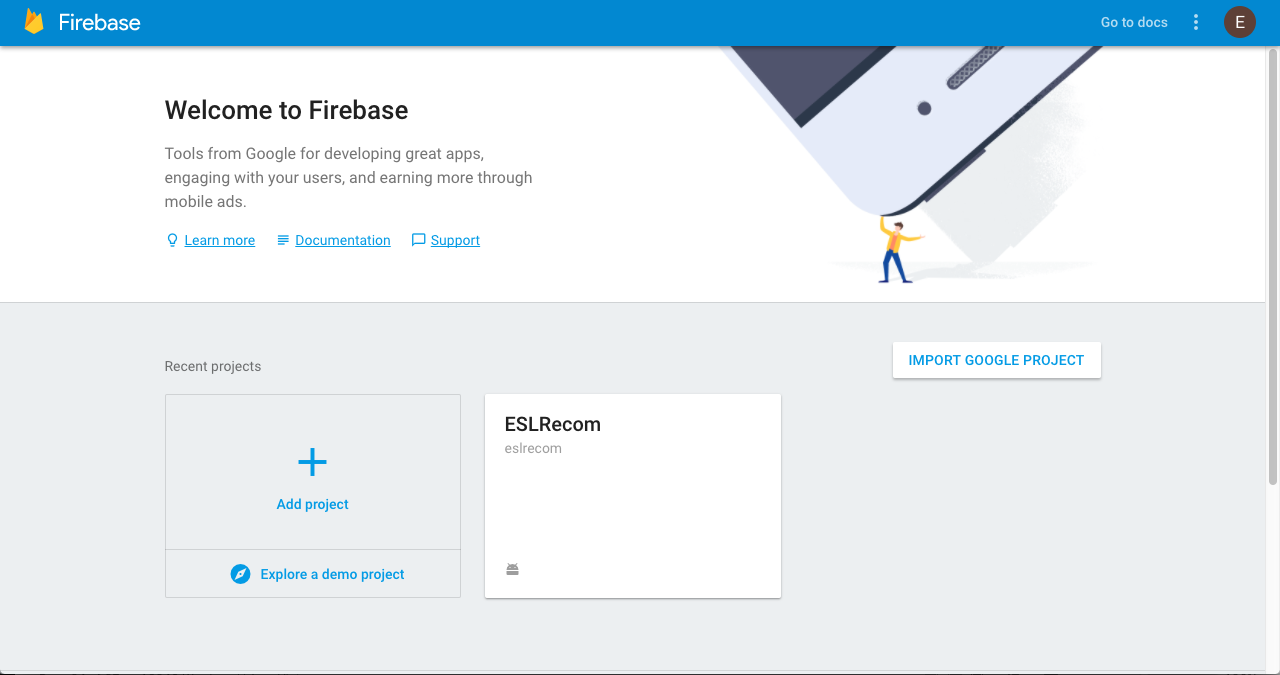 Firebase
Go to docs
E
Welcome to Firebase
Tools from Google for developing great apps,
engaging with your users, and earning more through
mobile ads.
Learn more Documentation Support
Recent projects
IMPORT GOOGLE PROJECT
Add project
Explore a demo project
ESLRecom
eslrecom